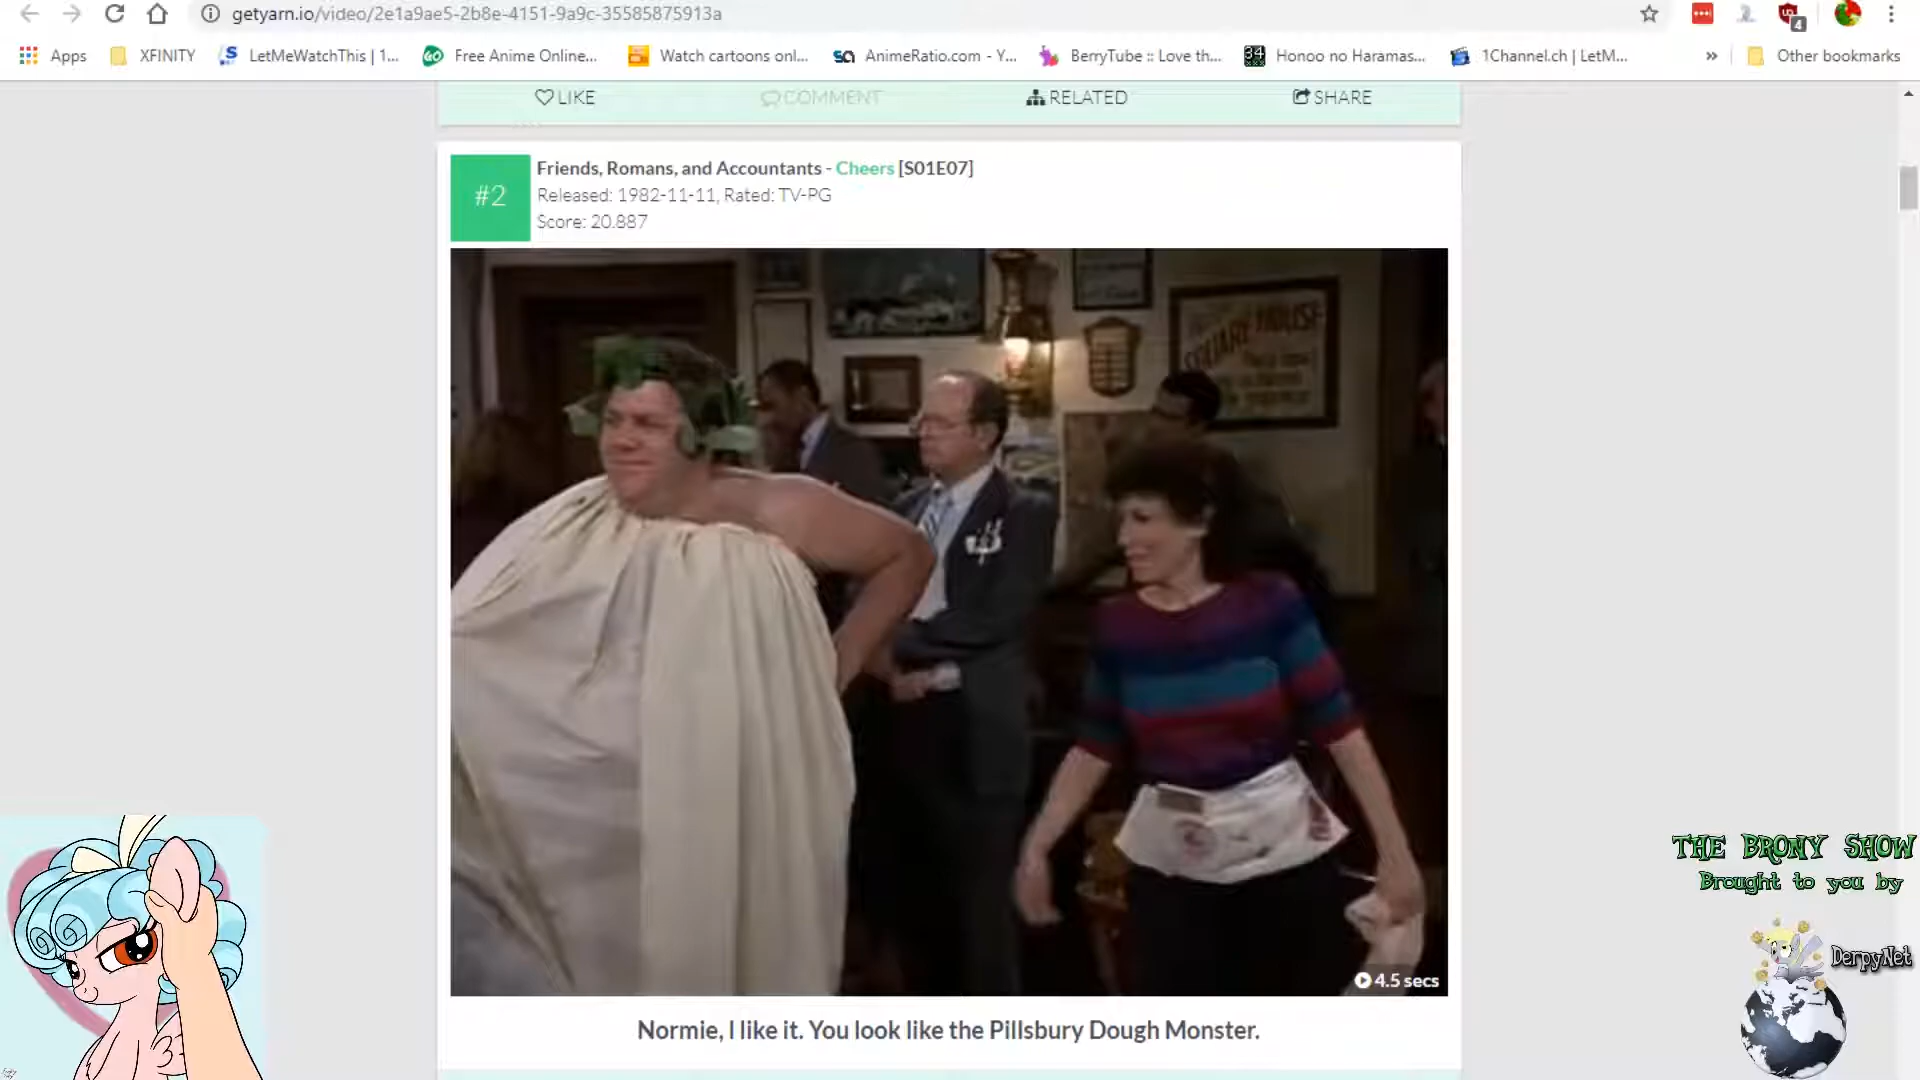 getyarn.io/video/2e1a9ae5-2b8e-4151-9a9c-35585875913a
4
Apps
XFINITY
LetMeWatchThis | 1...
Free Anime Online...
Watch cartoons onl...
AnimeRatio.com - Y...
BerryTube :: Love th...
Honoo no Haramas...
1Channel.ch | LetM...
»
Other bookmarks
LIKE
COMMENT
RELATED
SHARE
#2
Friends, Romans, and Accountants - Cheers [S01E07]
Released: 1982-11-11, Rated: TV-PG
Score: 20.887
SQUARE HOUSE
4.5 secs
Normie, I like it. You look like the Pillsbury Dough Monster.
THE BRONY SHOW
Brought to you by
DerpyNet